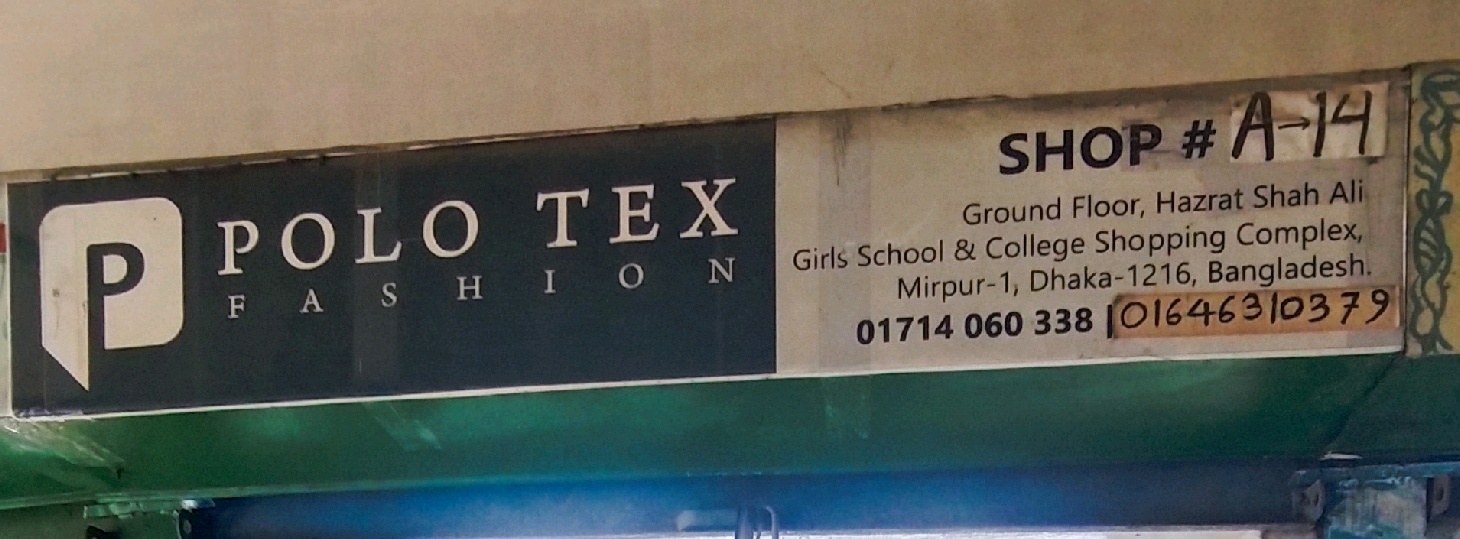 P
POLO TEX
FASHION
SHOP # A-14
Ground Floor, Hazrat Shah Ali
Girls School & College Shopping Complex,
Mirpur-1, Dhaka-1216, Bangladesh.
01714 060 338 | 01646310379